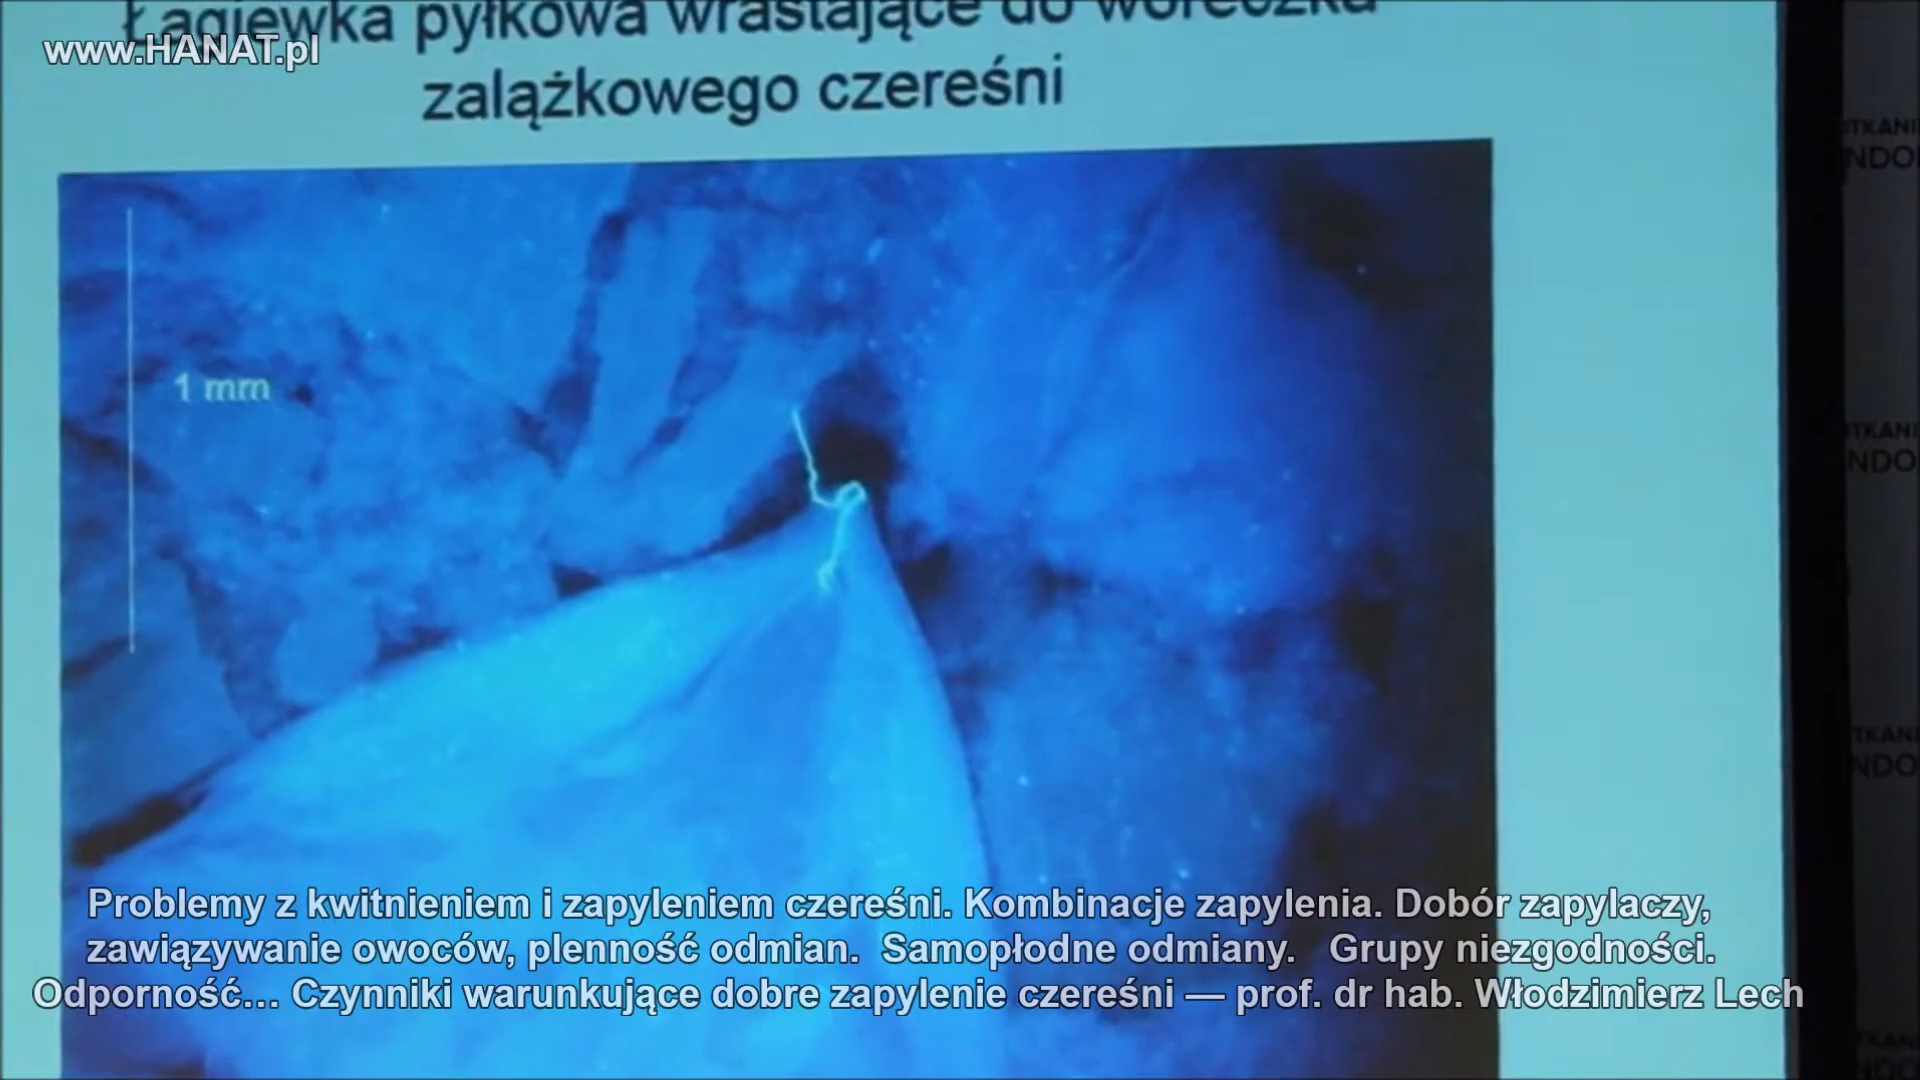 Łagiewka pyłkowa wrastające do woreczka
www.HANAT.pl
zalążkowego czereśni
1 mm
Problemy z kwitnieniem i zapyleniem czereśni. Kombinacje zapylenia. Dobór zapylaczy,
zawiązywanie owoców, plenność odmian. Samopłodne odmiany. Grupy niezgodności.
Odporność... Czynniki warunkujące dobre zapylenie czereśni — prof. dr hab. Włodzimierz Lech